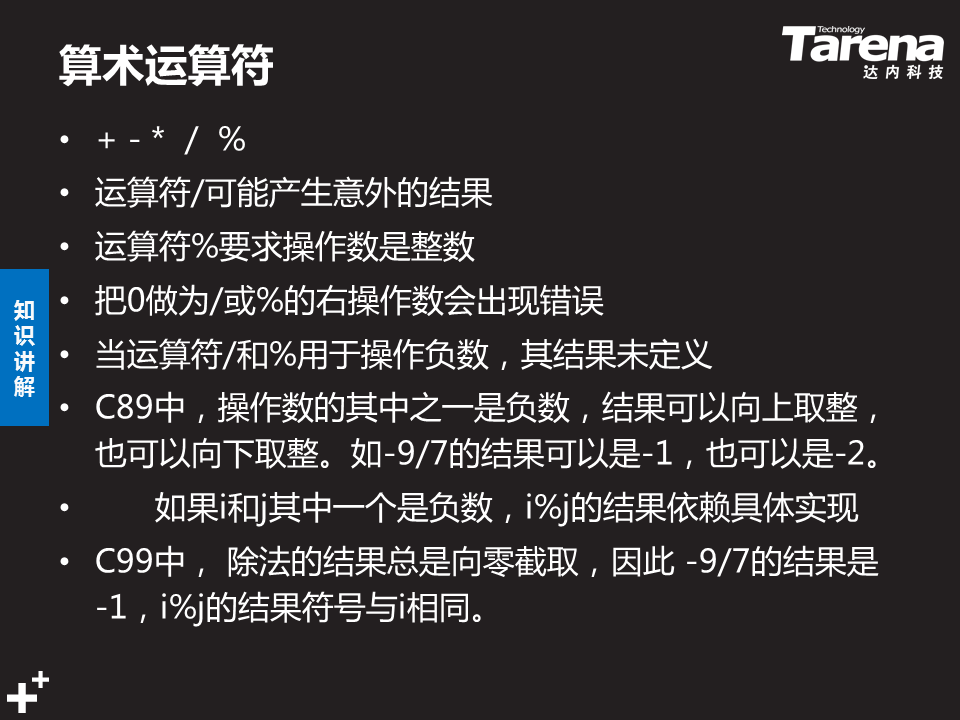 算术运算符
Technology
Tarena
达内科技
• + - * / %
• 运算符/可能产生意外的结果
• 运算符%要求操作数是整数
• 把0做为/或%的右操作数会出现错误
• 当运算符/和%用于操作负数，其结果未定义
• C89中，操作数的其中之一是负数，结果可以向上取整，
也可以向下取整。如-9/7的结果可以是-1，也可以是-2。
• 如果i和j其中一个是负数，i%j的结果依赖具体实现
• C99中， 除法的结果总是向零截取，因此 -9/7的结果是
-1，i%j的结果符号与i相同。
知识讲解
++